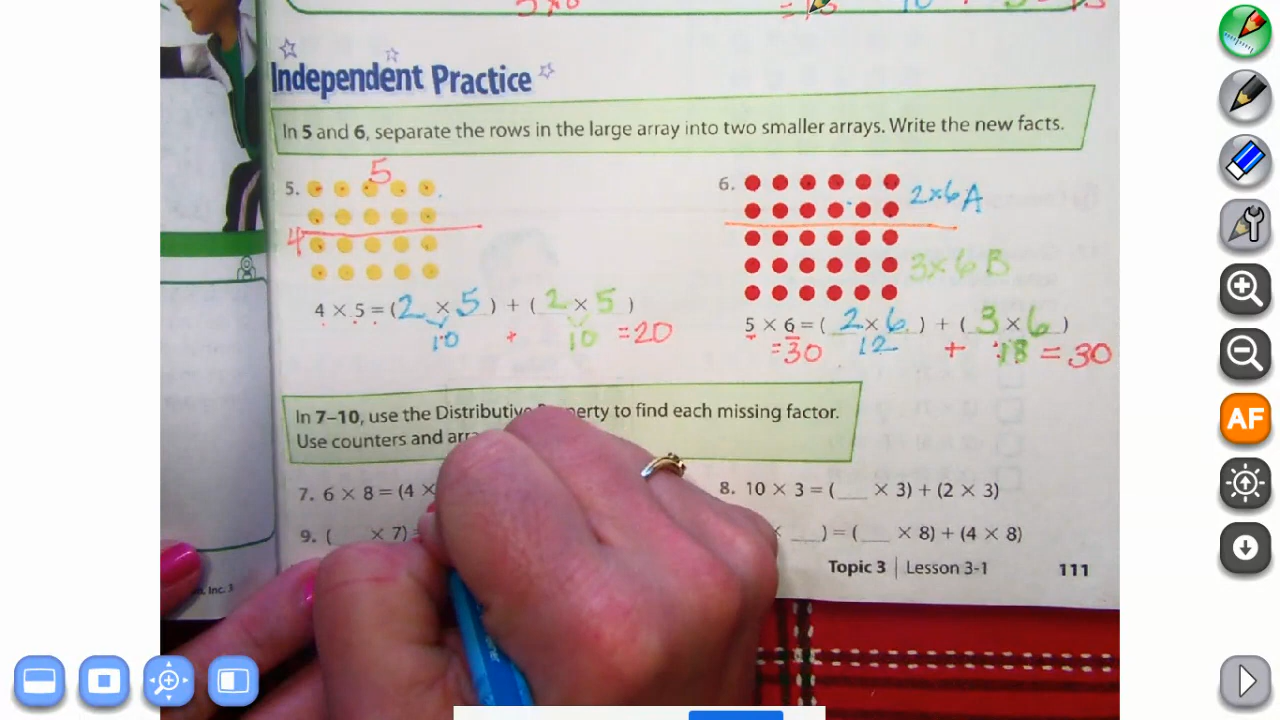 Independent Practice
In 5 and 6, separate the rows in the large array into two smaller arrays. Write the new facts.
5. 5
4
4 × 5 = (2 × 5) + (2 × 5)
10 + 10 = 20
6. 2×6 A
3×6 B
5 × 6 = (2×6) + (3×6)
=30 12 + 18 = 30
In 7–10, use the Distributive to find each missing factor.
Use counters and
7. 6 × 8 = (4 ×
8. 10 × 3 = (___ × 3) + (2 × 3)
9. (___ × 7) =
× ___) = (___ × 8) + (4 × 8)
Inc. 3
Topic 3 | Lesson 3-1 111
AF